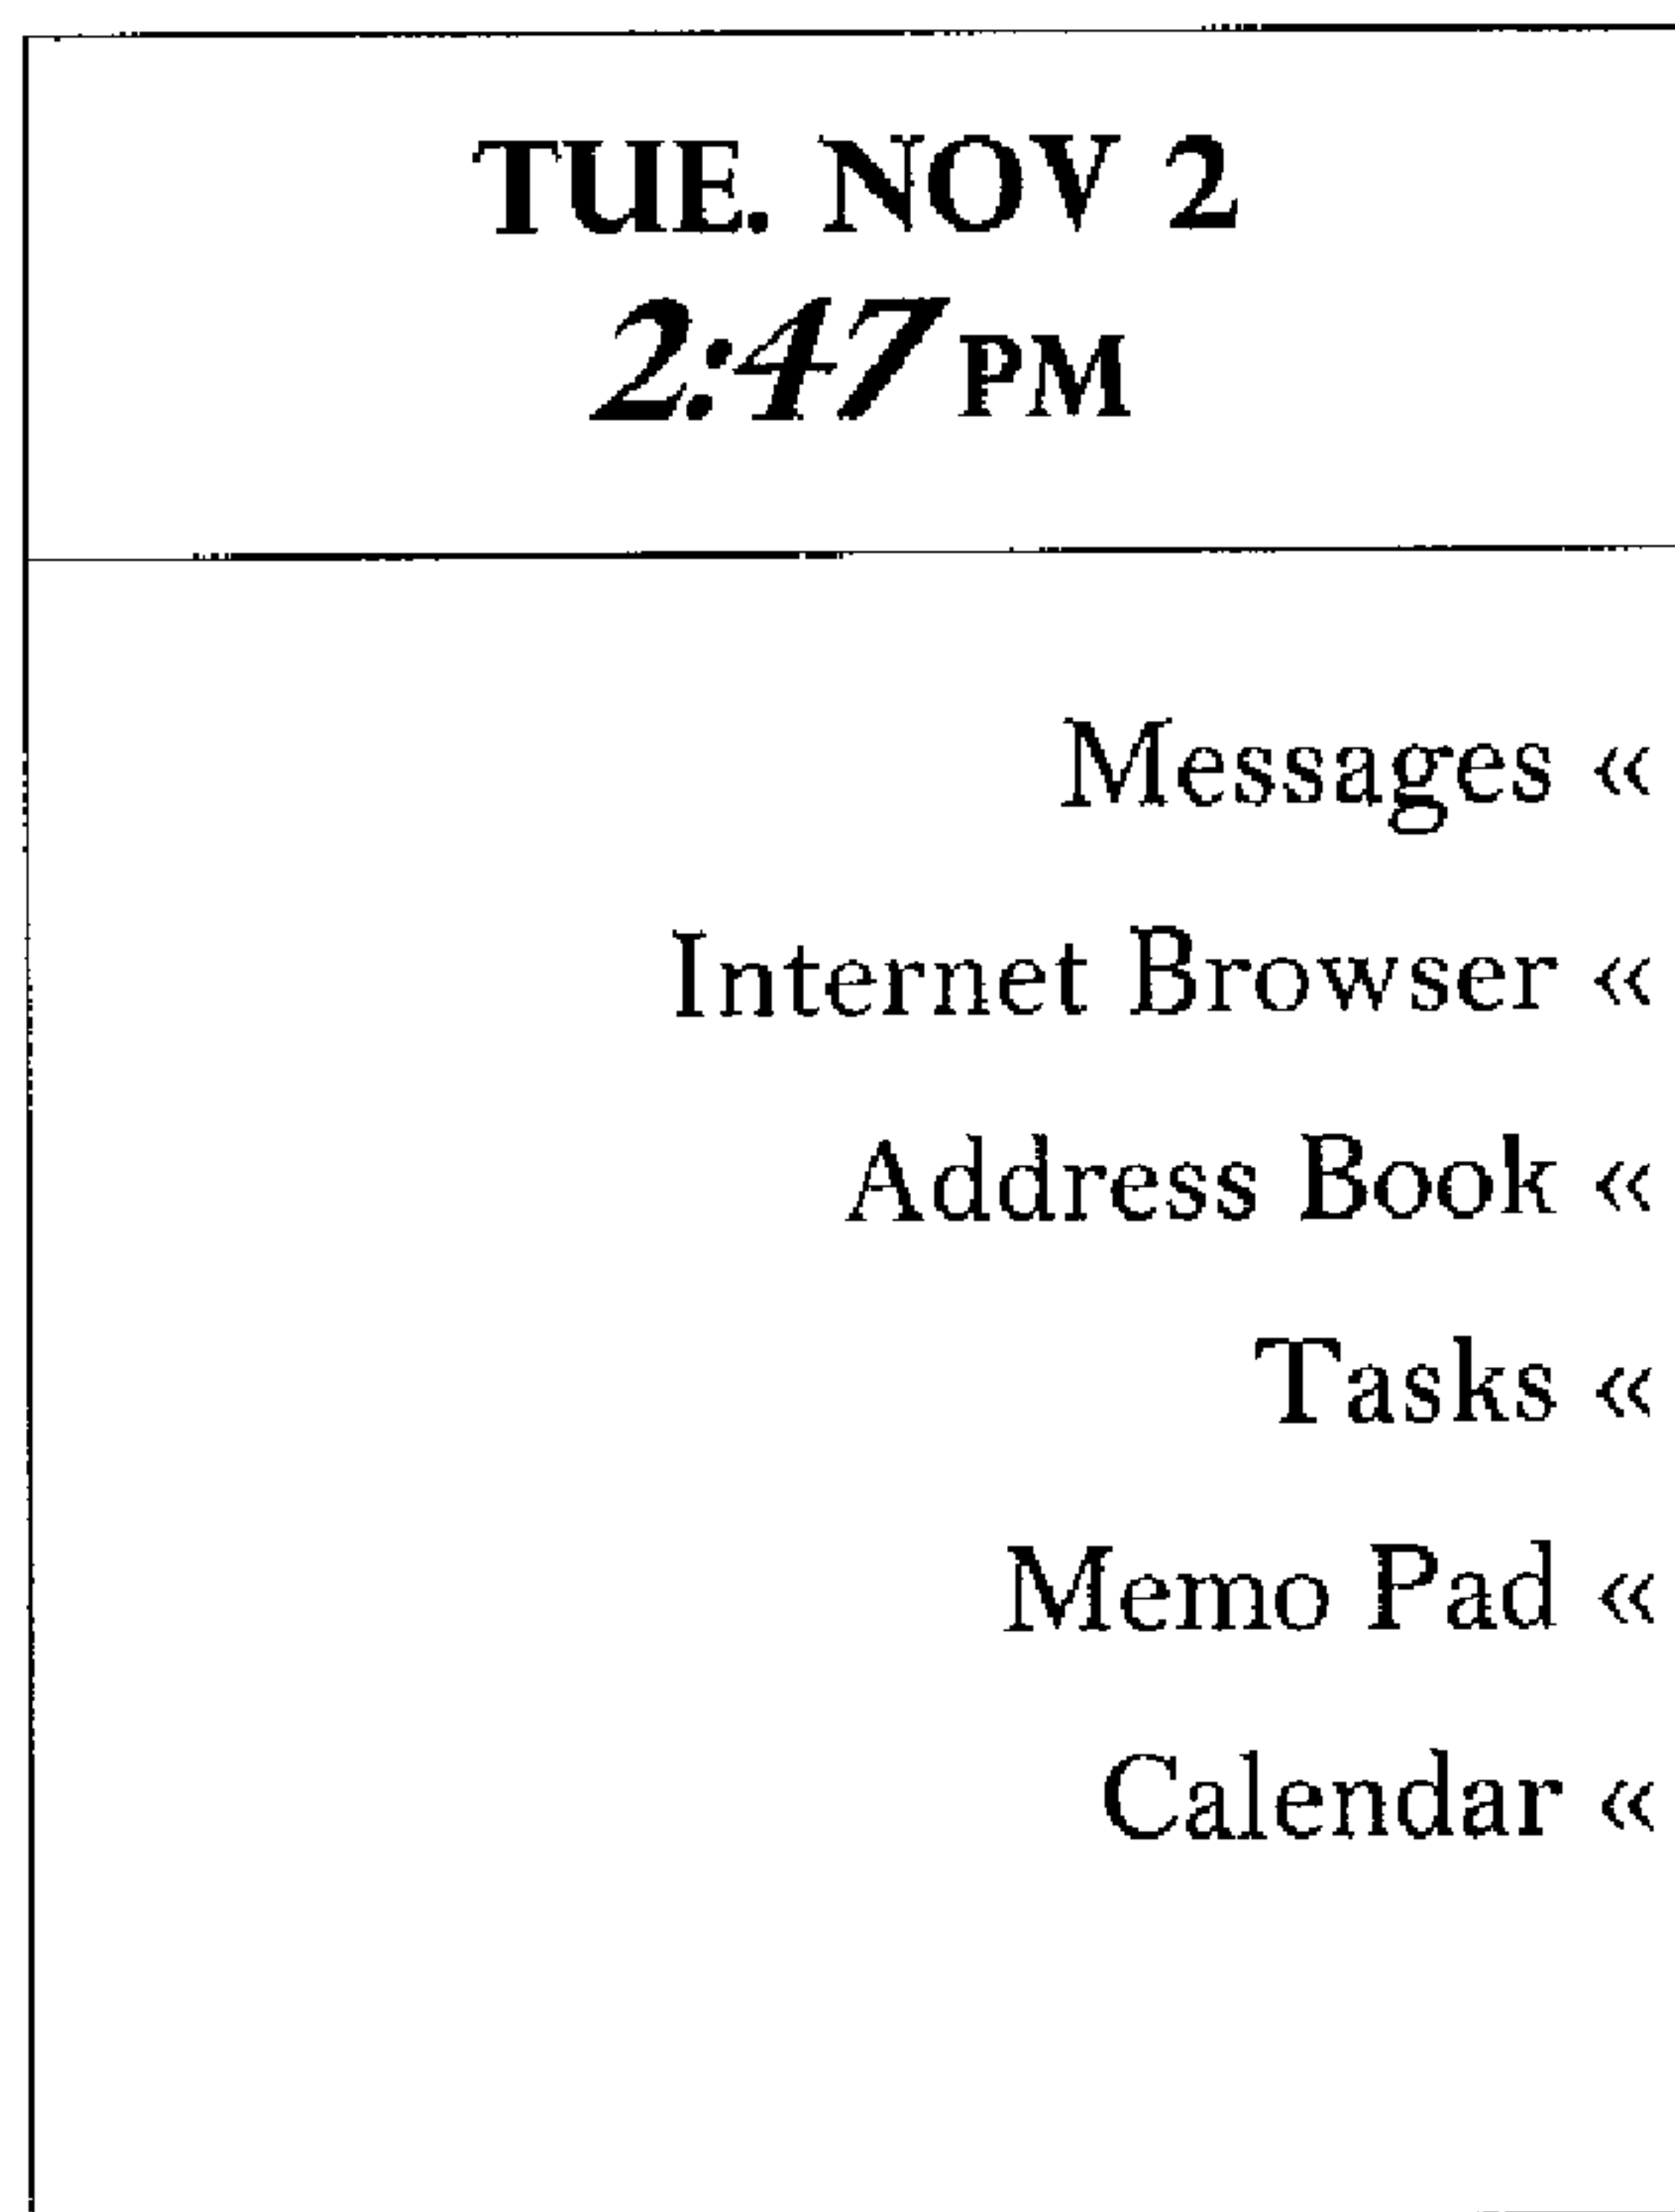 TUE. NOV 2
2:47 PM
Messages «
Internet Browser «
Address Book «
Tasks «
Memo Pad «
Calendar «